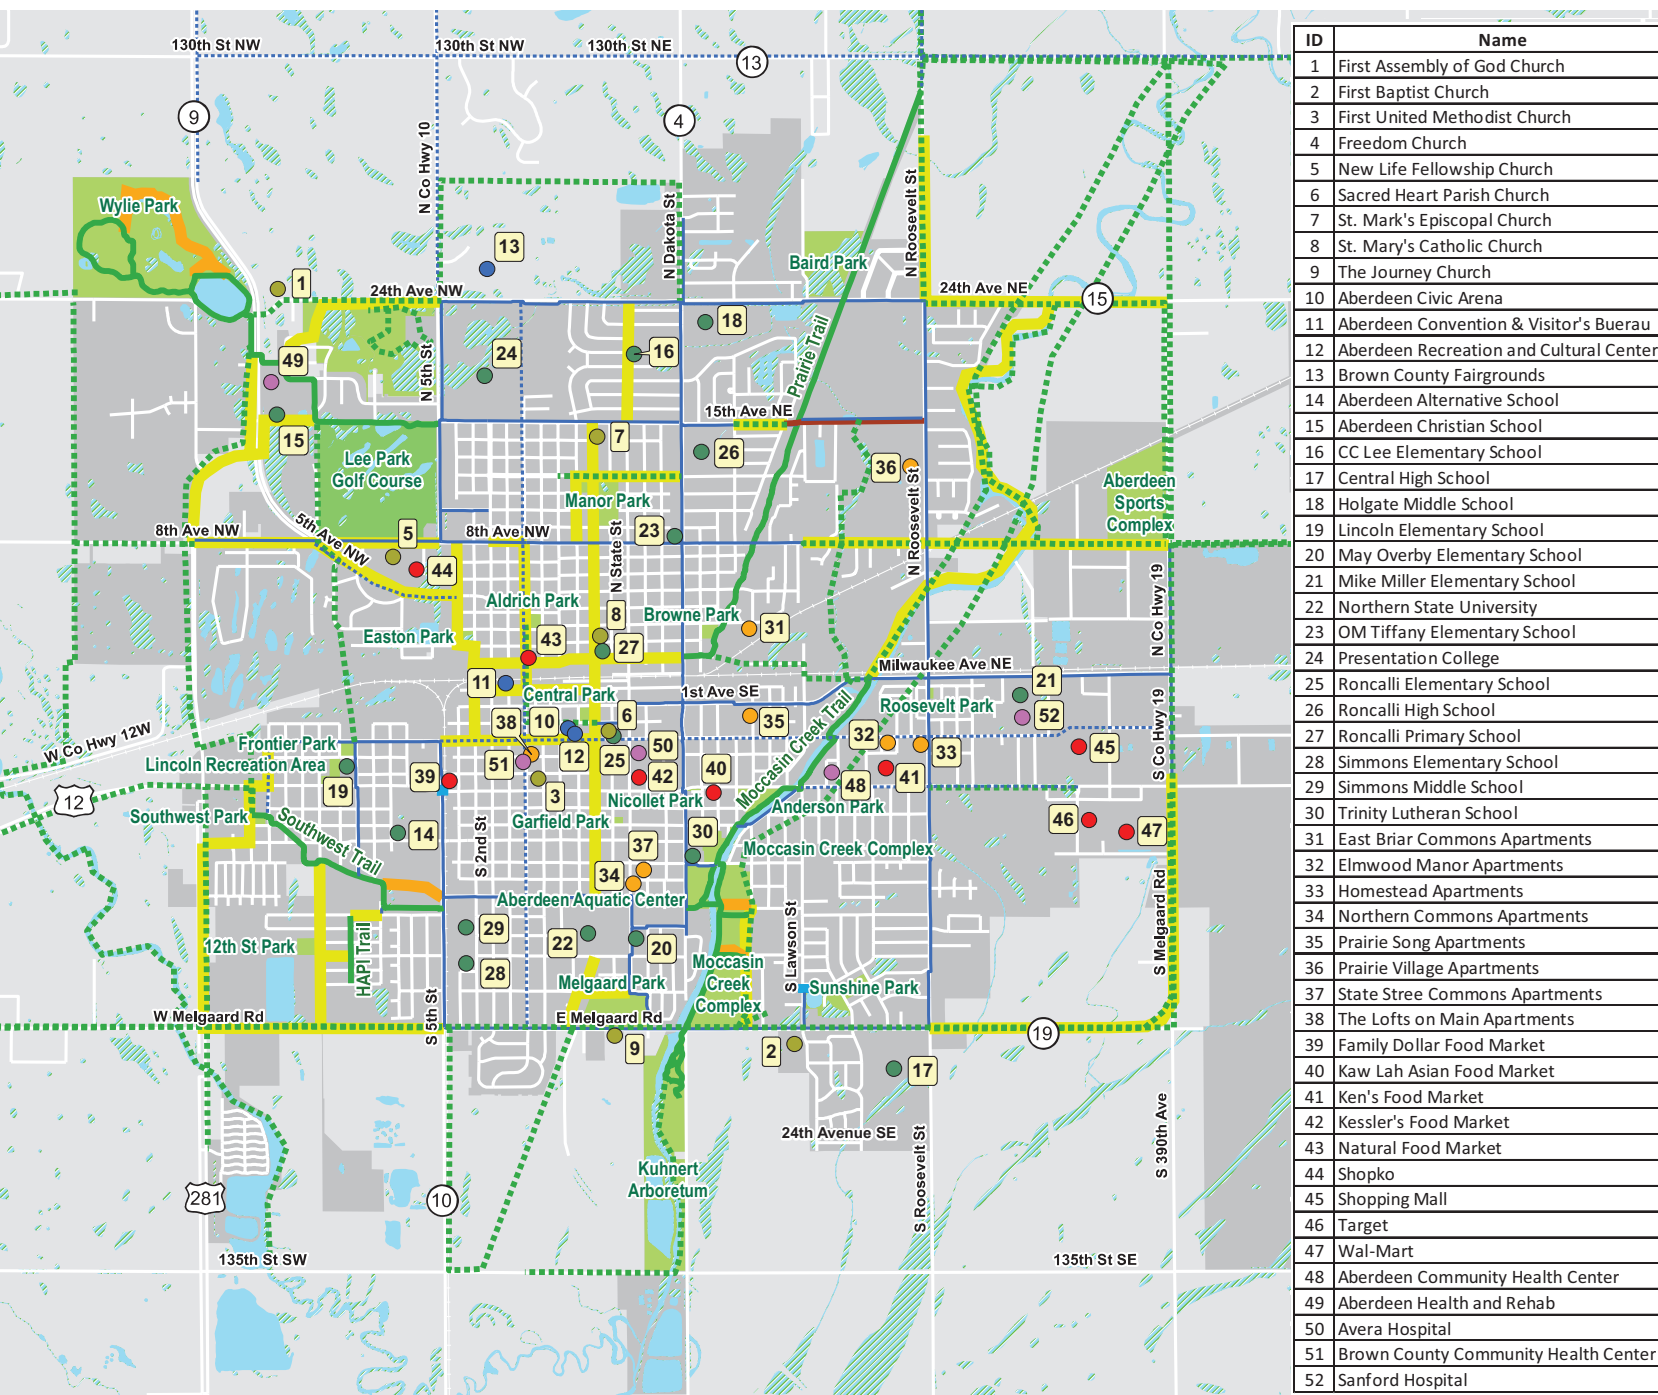 130th St NW
130th St NW
130th St NE
13
9
4
N Co Hwy 10
Wylie Park
N Dakota St
N Roosevelt St
13
Baird Park
1
24th Ave NW
24th Ave NE
15
18
Prairie Trail
49
24
16
N 5th St
15th Ave NE
15
7
26
Lee Park
Golf Course
36
Aberdeen
Sports
Complex
Manor Park
N Roosevelt St
8th Ave NW
5th Ave NW
5
8th Ave NW
N State St
23
44
N Co Hwy 19
Aldrich Park
8
Browne Park
31
Easton Park
43
27
Milwaukee Ave NE
11
Central Park
1st Ave SE
21
Roosevelt Park
52
38
10
6
35
S Co Hwy 19
W Co Hwy 12W
Frontier Park
Lincoln Recreation Area
51
12
25
50
Moccasin Creek Trail
32
33
45
12
19
39
3
42
40
48
41
Nicollet Park
Anderson Park
Southwest Park
Southwest Trail
14
Garfield Park
46
47
S 2nd St
37
30
Moccasin Creek Complex
34
Aberdeen Aquatic Center
S Lawson St
S Melgaard Rd
29
22
20
12th St Park
HAPI Trail
28
Moccasin
Creek
Complex
Melgaard Park
Sunshine Park
S 5th St
W Melgaard Rd
E Melgaard Rd
19
9
2
17
24th Avenue SE
S 390th Ave
S Roosevelt St
Kuhnert
Arboretum
281
10
135th St SW
135th St SE
ID Name
1 First Assembly of God Church
2 First Baptist Church
3 First United Methodist Church
4 Freedom Church
5 New Life Fellowship Church
6 Sacred Heart Parish Church
7 St. Mark's Episcopal Church
8 St. Mary's Catholic Church
9 The Journey Church
10 Aberdeen Civic Arena
11 Aberdeen Convention & Visitor's Buerau
12 Aberdeen Recreation and Cultural Center
13 Brown County Fairgrounds
14 Aberdeen Alternative School
15 Aberdeen Christian School
16 CC Lee Elementary School
17 Central High School
18 Holgate Middle School
19 Lincoln Elementary School
20 May Overby Elementary School
21 Mike Miller Elementary School
22 Northern State University
23 OM Tiffany Elementary School
24 Presentation College
25 Roncalli Elementary School
26 Roncalli High School
27 Roncalli Primary School
28 Simmons Elementary School
29 Simmons Middle School
30 Trinity Lutheran School
31 East Briar Commons Apartments
32 Elmwood Manor Apartments
33 Homestead Apartments
34 Northern Commons Apartments
35 Prairie Song Apartments
36 Prairie Village Apartments
37 State Stree Commons Apartments
38 The Lofts on Main Apartments
39 Family Dollar Food Market
40 Kaw Lah Asian Food Market
41 Ken's Food Market
42 Kessler's Food Market
43 Natural Food Market
44 Shopko
45 Shopping Mall
46 Target
47 Wal-Mart
48 Aberdeen Community Health Center
49 Aberdeen Health and Rehab
50 Avera Hospital
51 Brown County Community Health Center
52 Sanford Hospital